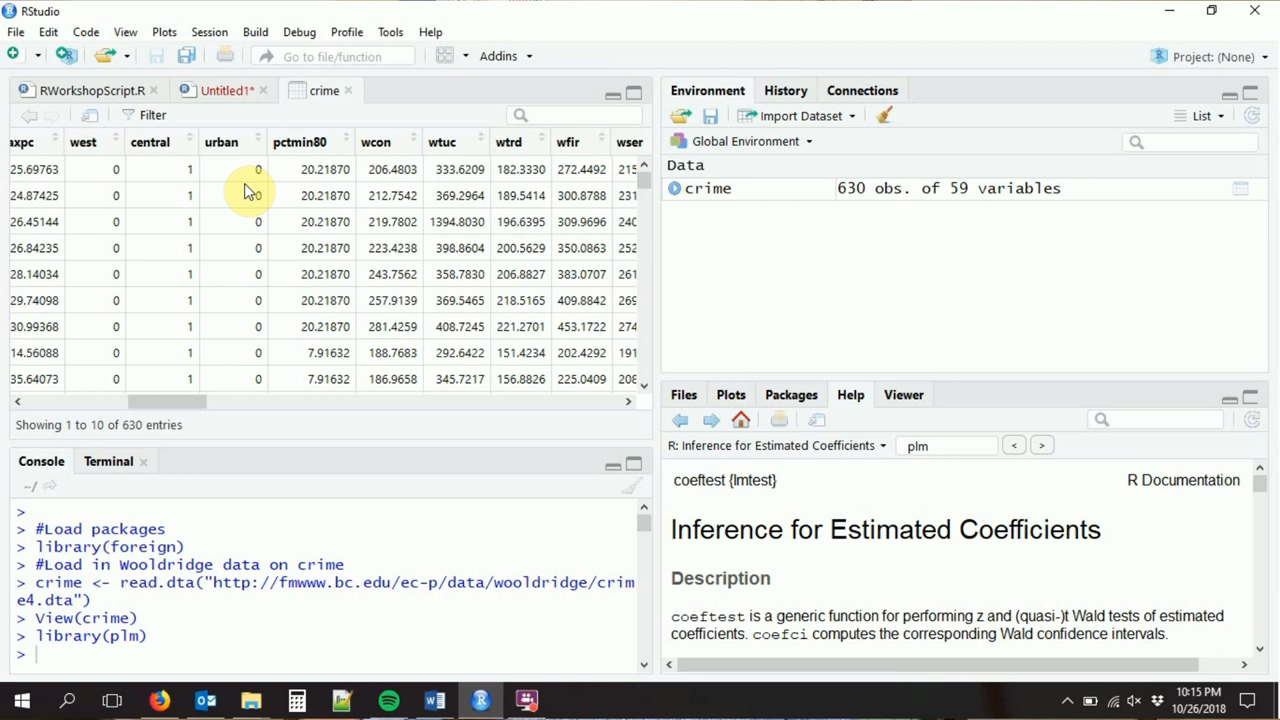 RStudio
File Edit Code View Plots Session Build Debug Profile Tools Help
Go to file/function Addins Project: (None)
RWorkshopScript.R Untitled1* crime
Filter
axpc west central urban pctmin80 wcon wtuc wtrd wfir wser
25.69763 0 1 0 20.21870 206.4803 333.6209 182.3330 272.4492 215
24.87425 0 1 0 20.21870 212.7542 369.2964 189.5414 300.8788 231
26.45144 0 1 0 20.21870 219.7802 1394.8030 196.6395 309.9696 240
26.84235 0 1 0 20.21870 223.4238 398.8604 200.5629 350.0863 252
28.14034 0 1 0 20.21870 243.7562 358.7830 206.8827 383.0707 261
29.74098 0 1 0 20.21870 257.9139 369.5465 218.5165 409.8842 269
30.99368 0 1 0 20.21870 281.4259 408.7245 221.2701 453.1722 274
14.56088 0 1 0 7.91632 188.7683 292.6422 151.4234 202.4292 191
35.64073 0 1 0 7.91632 186.9658 345.7217 156.8826 225.0409 208
Showing 1 to 10 of 630 entries
Console Terminal
~/
>
> #Load packages
> library(foreign)
> #Load in Wooldridge data on crime
> crime <- read.dta("http://fmwww.bc.edu/ec-p/data/wooldridge/crim
e4.dta")
> View(crime)
> library(plm)
>
Environment History Connections
Import Dataset List
Global Environment
Data
crime 630 obs. of 59 variables
Files Plots Packages Help Viewer
R: Inference for Estimated Coefficients plm < >
coeftest {lmtest} R Documentation
Inference for Estimated Coefficients
Description
coeftest is a generic function for performing z and (quasi-)t Wald tests of estimated
coefficients. coefci computes the corresponding Wald confidence intervals.
10:15 PM
10/26/2018